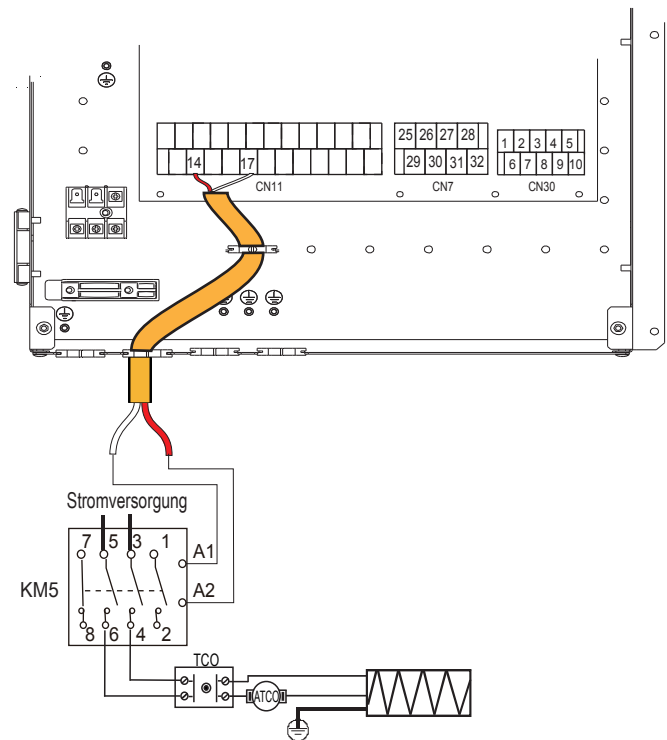 25 26 27 28
1 2 3 4 5
14 17
29 30 31 32
6 7 8 9 10
CN11
CN7
CN30
Stromversorgung
7 5 3 1
A1
KM5
A2
8 6 4 2
TCO
ATCO